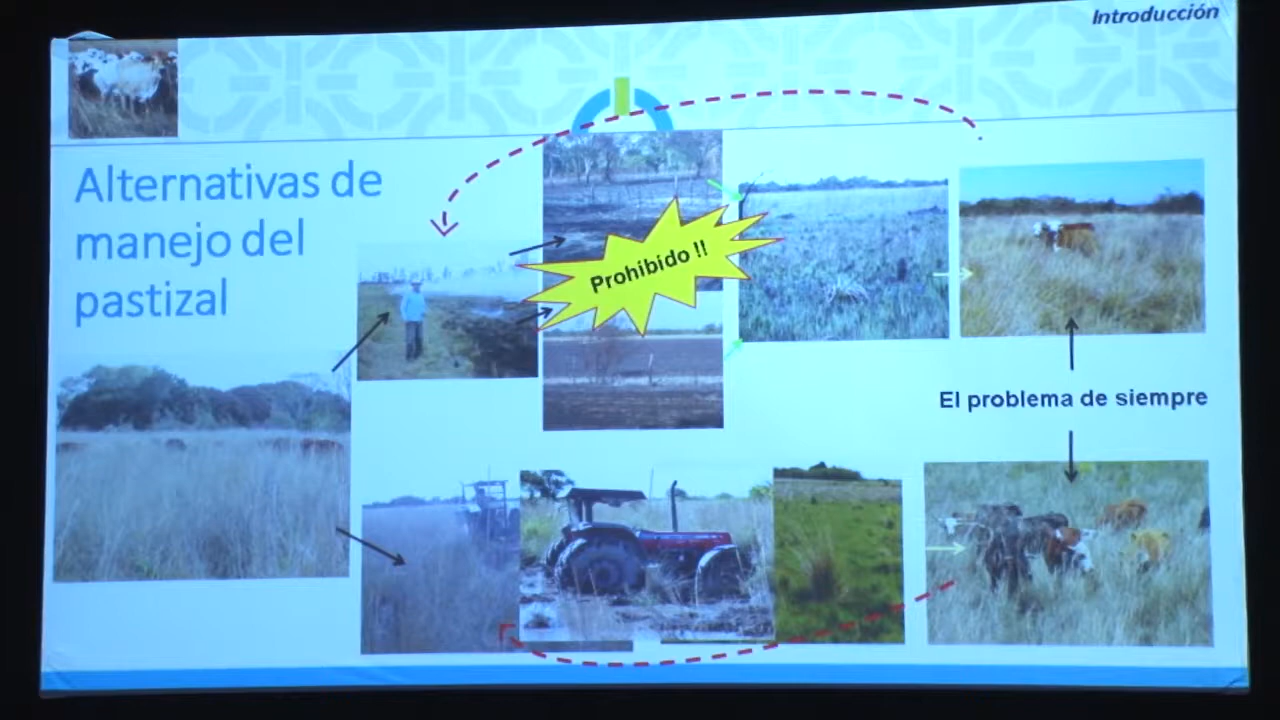 Introducción
Alternativas de
manejo del
pastizal
Prohibido !!
El problema de siempre